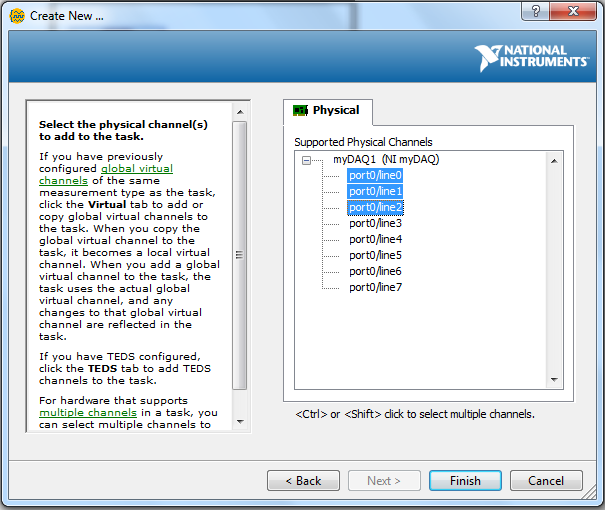 Create New ...
NATIONAL
INSTRUMENTS
Select the physical channel(s)
to add to the task.
If you have previously
configured global virtual
channels of the same
measurement type as the task,
click the Virtual tab to add or
copy global virtual channels to
the task. When you copy the
global virtual channel to the
task, it becomes a local virtual
channel. When you add a global
virtual channel to the task, the
task uses the actual global
virtual channel, and any
changes to that global virtual
channel are reflected in the
task.
If you have TEDS configured,
click the TEDS tab to add TEDS
channels to the task.
For hardware that supports
multiple channels in a task, you
can select multiple channels to
Physical
Supported Physical Channels
myDAQ1 (NI myDAQ)
port0/line0
port0/line1
port0/line2
port0/line3
port0/line4
port0/line5
port0/line6
port0/line7
<Ctrl> or <Shift> click to select multiple channels.
< Back
Next >
Finish
Cancel